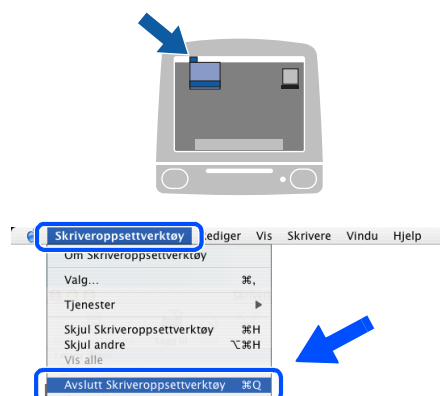 Skriveroppsettverktøy Rediger Vis Skrivere Vindu Hjelp
Om Skriveroppsettverktøy
Valg... ⌘,
Tjenester ▶
Skjul Skriveroppsettverktøy ⌘H
Skjul andre ⌥⌘H
Vis alle
Avslutt Skriveroppsettverktøy ⌘Q